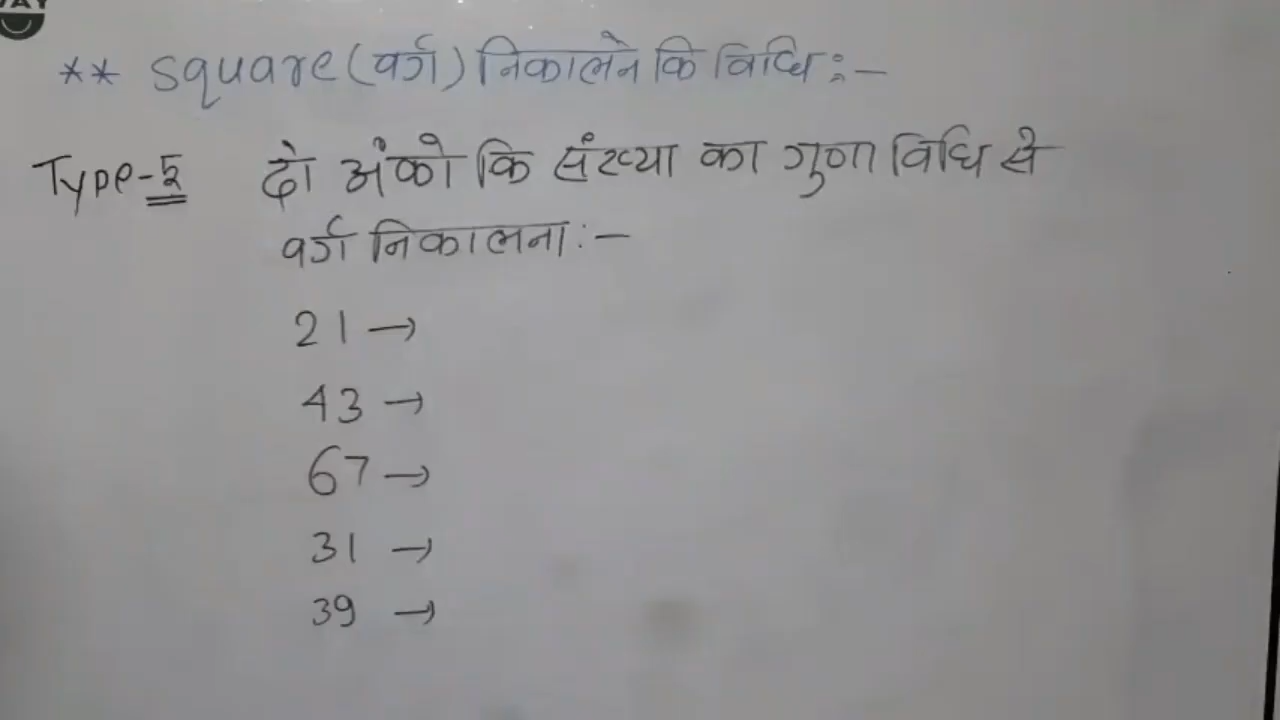 ** square (वर्ग) निकालने कि विधि :-
Type-5 दो अंको कि संख्या का गुणा विधि से
वर्ग निकालना :-
21 →
43 →
67 →
31 →
39 →